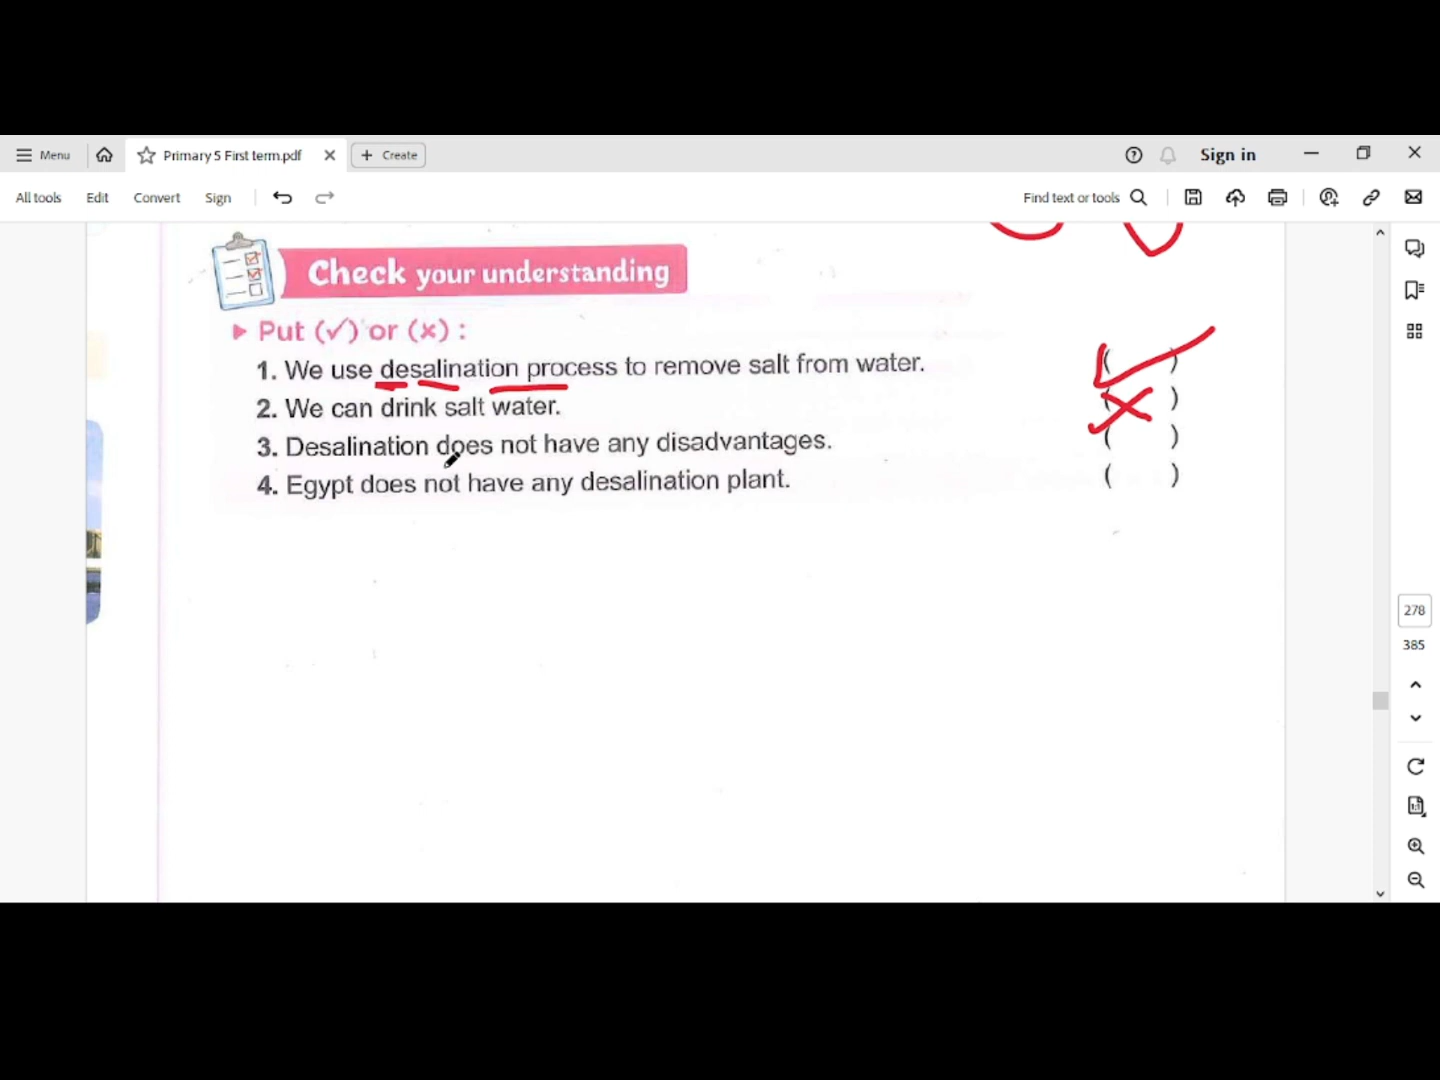 Menu
Primary 5 First term.pdf
Create
Sign in
All tools
Edit
Convert
Sign
Find text or tools
Check your understanding
Put (✓) or (x) :
1. We use desalination process to remove salt from water. ( )
2. We can drink salt water. ( )
3. Desalination does not have any disadvantages. ( )
4. Egypt does not have any desalination plant. ( )
278
385